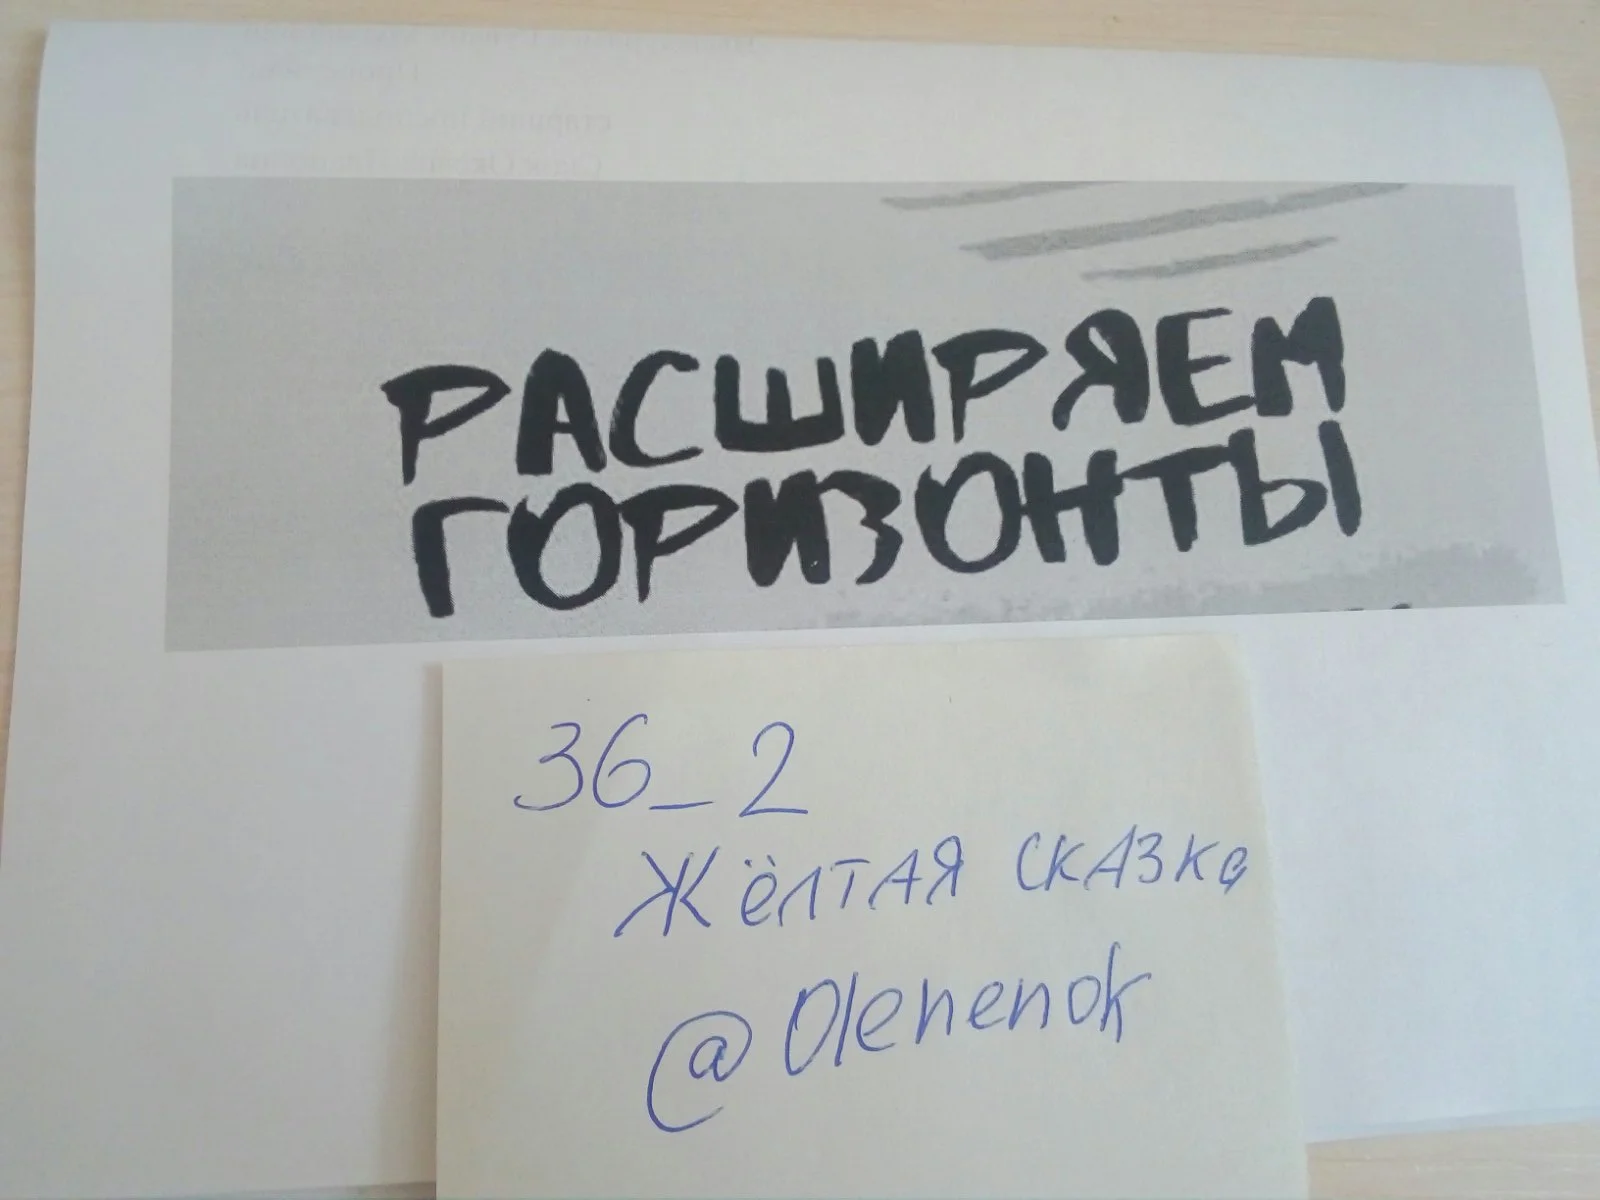 РАСШИРЯЕМ
ГОРИЗОНТЫ
36_2
Жёлтая сказка
@Olenenok